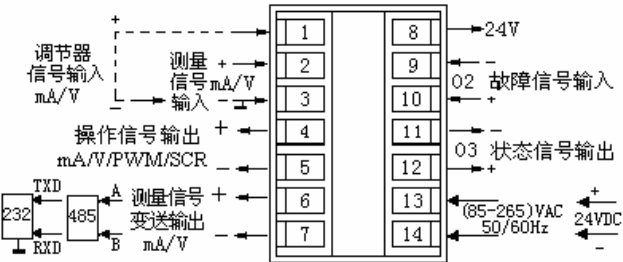 +
调节器
信号输入
mA/V
−
测量 +
信号 mA/V
输入 −
操作信号输出 +
mA/V/PWM/SCR −
TXD
232
RXD
485
A
B
测量信号 +
变送输出
mA/V −
1
2
3
4
5
6
7
8
9
10
11
12
13
14
24V
−
O2 故障信号输入
+
−
O3 状态信号输出
+
(85-265)VAC
50/60Hz
+
24VDC
−